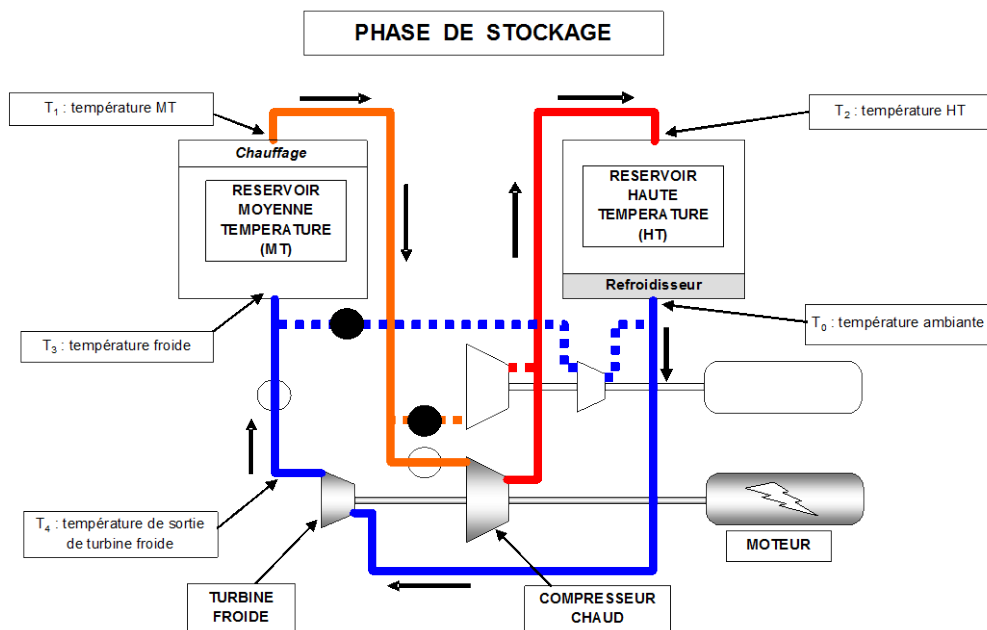 PHASE DE STOCKAGE
T₁ : température MT
T₂ : température HT
Chauffage
RESERVOIR
MOYENNE
TEMPERATURE
(MT)
RESERVOIR
HAUTE
TEMPERATURE
(HT)
Refroidisseur
T₃ : température froide
T₀ : température ambiante
T₄ : température de sortie
de turbine froide
MOTEUR
TURBINE
FROIDE
COMPRESSEUR
CHAUD